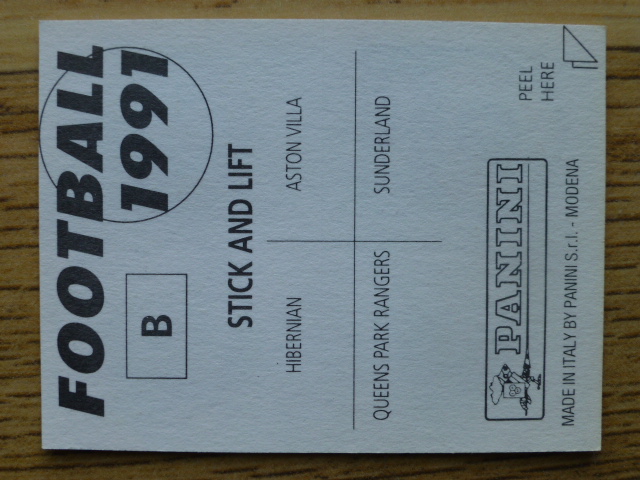 FOOTBALL
1991
B
STICK AND LIFT
HIBERNIAN
ASTON VILLA
QUEENS PARK RANGERS
SUNDERLAND
PEEL
HERE
PANINI
MADE IN ITALY BY PANINI S.r.l. - MODENA